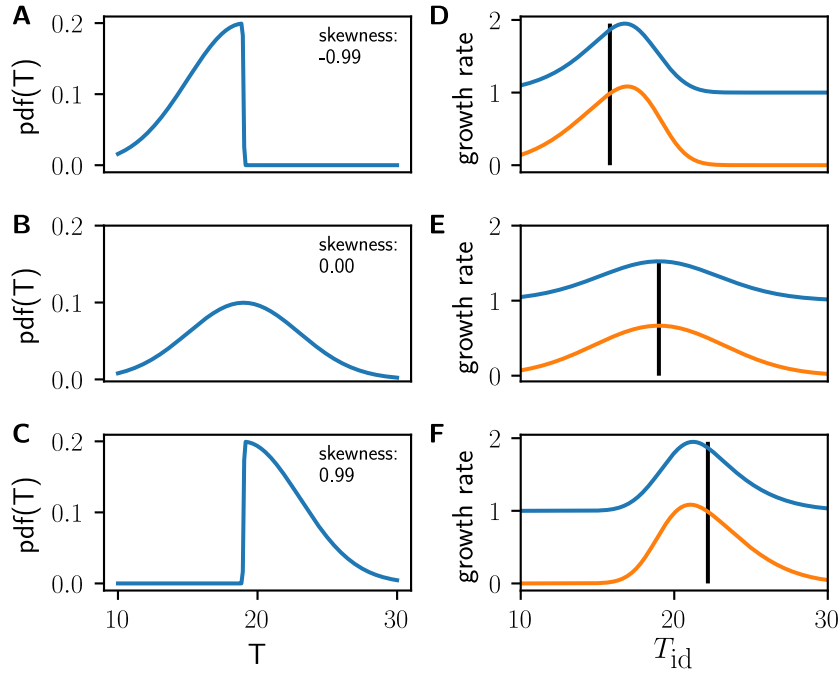 A
pdf(T)
0.2
0.1
0.0
skewness:
-0.99
D
growth rate
2
1
0
B
pdf(T)
0.2
0.1
0.0
skewness:
0.00
E
growth rate
2
1
0
C
pdf(T)
0.2
0.1
0.0
skewness:
0.99
10 20 30
T
F
growth rate
2
1
0
10 20 30
T_id